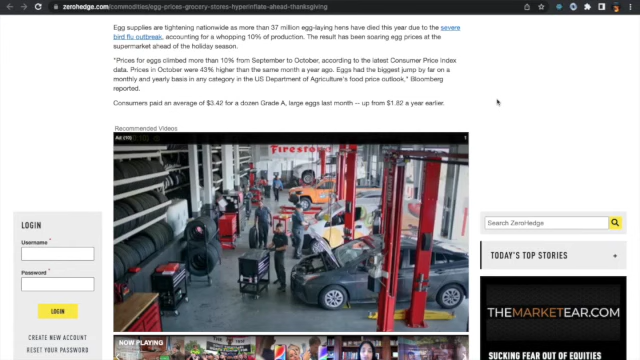 zerohedge.com/commodities/egg-prices-grocery-stores-hyperinflate-ahead-thanksgiving
Egg supplies are tightening nationwide as more than 37 million egg-laying hens have died this year due to the severe
bird flu outbreak, accounting for a whopping 10% of production. The result has been soaring egg prices at the
supermarket ahead of the holiday season.
"Prices for eggs climbed more than 10% from September to October, according to the latest Consumer Price Index
data. Prices in October were 43% higher than the same month a year ago. Eggs had the biggest jump by far on a
monthly and yearly basis in any category in the US Department of Agriculture's food price outlook," Bloomberg
reported.
Consumers paid an average of $3.42 for a dozen Grade A, large eggs last month -- up from $1.82 a year earlier.
Recommended Videos
Ad (10)
1
Firestone
LOGIN
Username *
Password *
LOGIN
CREATE NEW ACCOUNT
RESET YOUR PASSWORD
Search ZeroHedge
TODAY'S TOP STORIES +
THEMARKETEAR.COM
SUCKING FEAR OUT OF EQUITIES
NOW PLAYING